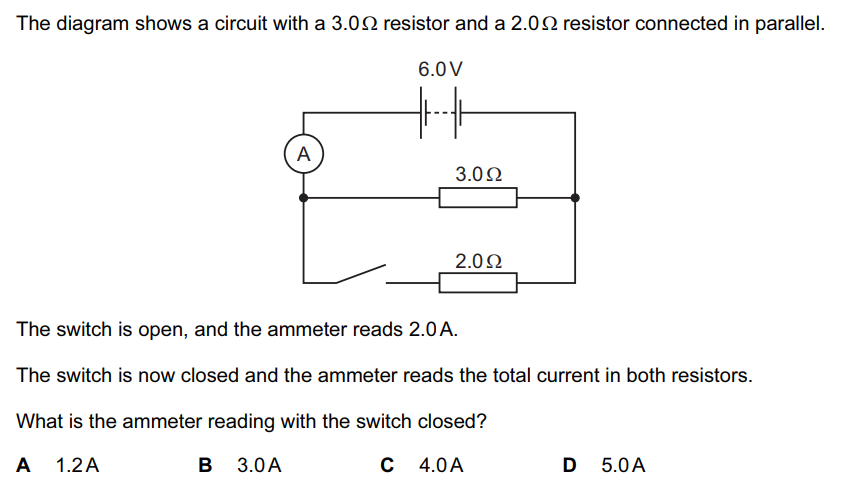 The diagram shows a circuit with a 3.0Ω resistor and a 2.0Ω resistor connected in parallel.
6.0V
A
3.0Ω
2.0Ω
The switch is open, and the ammeter reads 2.0A.
The switch is now closed and the ammeter reads the total current in both resistors.
What is the ammeter reading with the switch closed?
A 1.2A B 3.0A C 4.0A D 5.0A